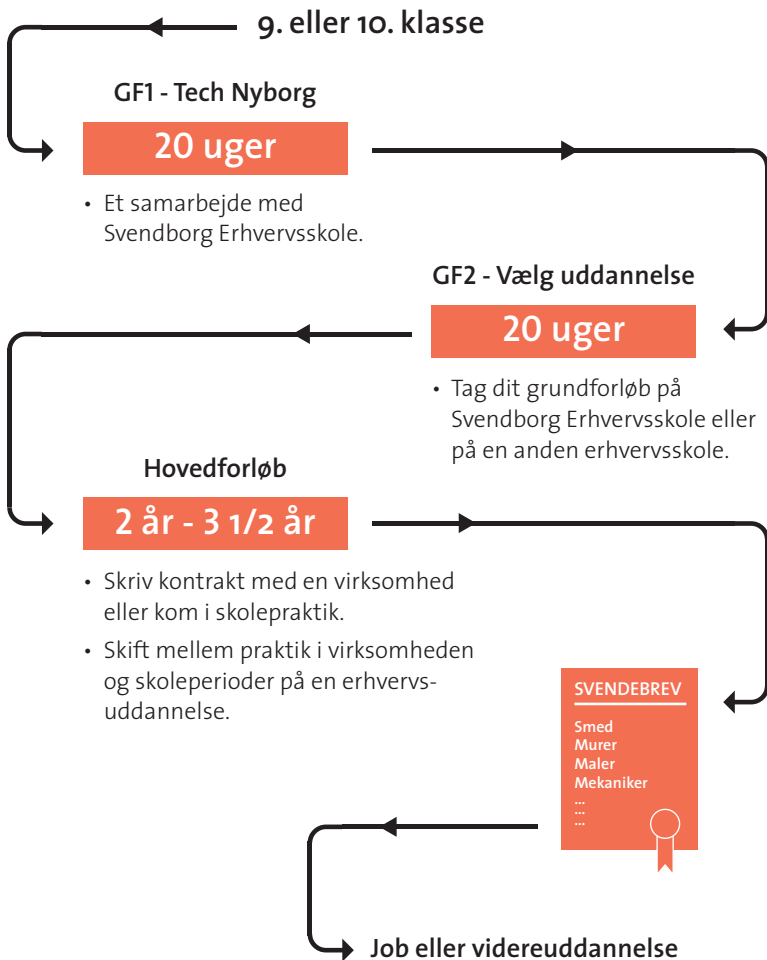 9. eller 10. klasse
GF1 - Tech Nyborg
20 uger
• Et samarbejde med
Svendborg Erhvervsskole.
GF2 - Vælg uddannelse
20 uger
• Tag dit grundforløb på
Svendborg Erhvervsskole eller
på en anden erhvervsskole.
Hovedforløb
2 år - 3 1/2 år
• Skriv kontrakt med en virksomhed
eller kom i skolepraktik.
• Skift mellem praktik i virksomheden
og skoleperioder på en erhvervs-
uddannelse.
SVENDEBREV
Smed
Murer
Maler
Mekaniker
...
...
...
Job eller videreuddannelse